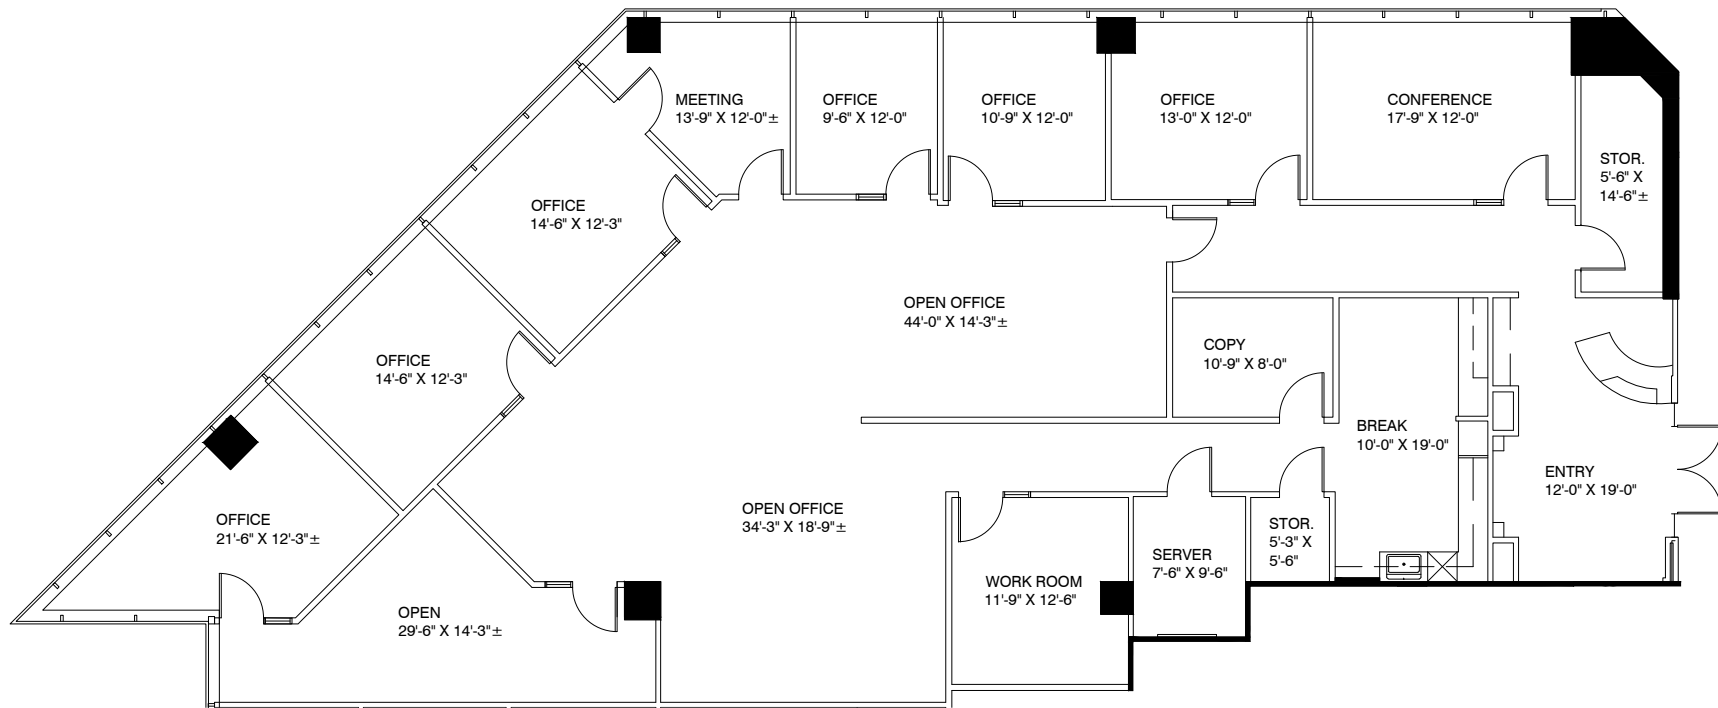 MEETING
13'-9" X 12'-0"±
OFFICE
9'-6" X 12'-0"
OFFICE
10'-9" X 12'-0"
OFFICE
13'-0" X 12'-0"
CONFERENCE
17'-9" X 12'-0"
STOR.
5'-6" X
14'-6"±
OFFICE
14'-6" X 12'-3"
OPEN OFFICE
44'-0" X 14'-3"±
COPY
10'-9" X 8'-0"
OFFICE
14'-6" X 12'-3"
BREAK
10'-0" X 19'-0"
ENTRY
12'-0" X 19'-0"
OFFICE
21'-6" X 12'-3"±
OPEN OFFICE
34'-3" X 18'-9"±
STOR.
5'-3" X
5'-6"
SERVER
7'-6" X 9'-6"
WORK ROOM
11'-9" X 12'-6"
OPEN
29'-6" X 14'-3"±